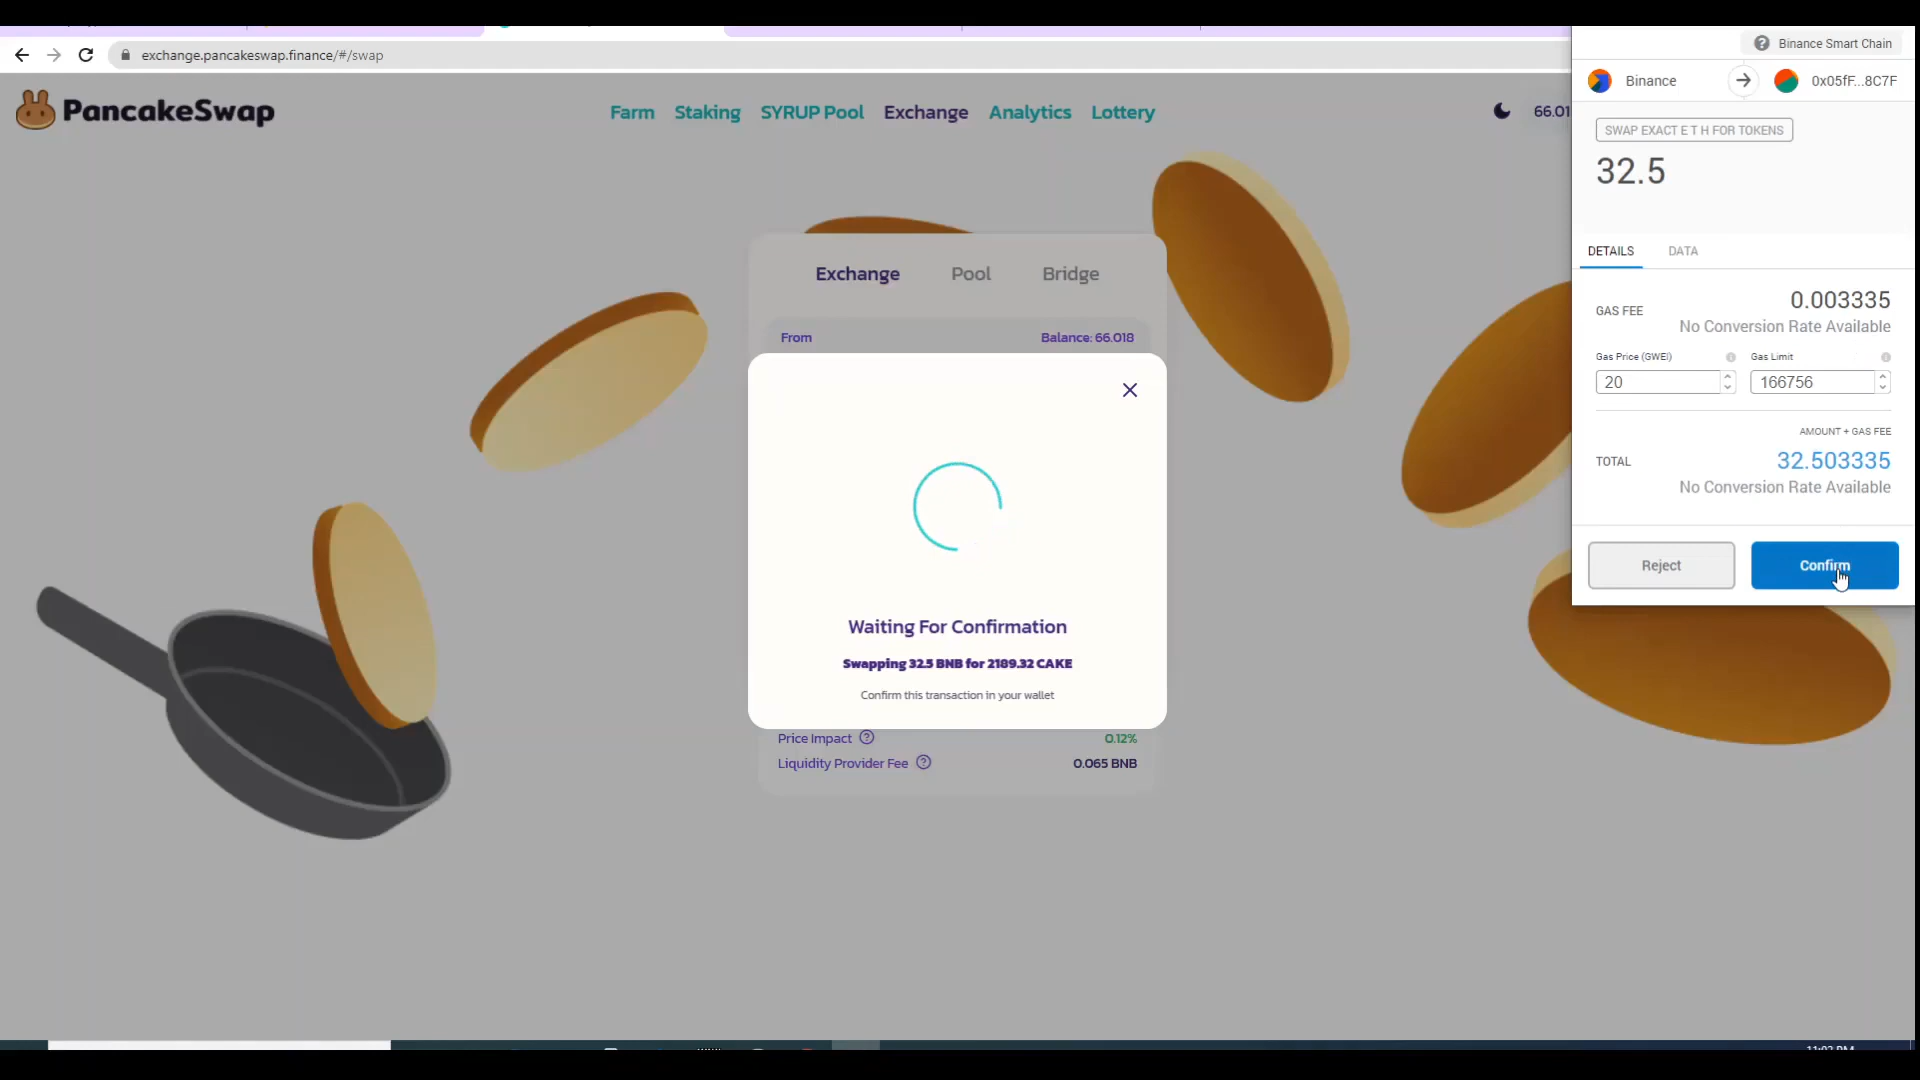 exchange.pancakeswap.finance/#/swap
PancakeSwap
Farm Staking SYRUP Pool Exchange Analytics Lottery
66.01
Exchange Pool Bridge
From Balance: 66.018
Waiting For Confirmation
Swapping 32.5 BNB for 2189.32 CAKE
Confirm this transaction in your wallet
Price Impact 0.12%
Liquidity Provider Fee 0.065 BNB
Binance Smart Chain
Binance 0x05fF...8C7F
SWAP EXACT E T H FOR TOKENS
32.5
DETAILS DATA
GAS FEE 0.003335
No Conversion Rate Available
Gas Price (GWEI) Gas Limit
20 166756
AMOUNT + GAS FEE
TOTAL 32.503335
No Conversion Rate Available
Reject Confirm